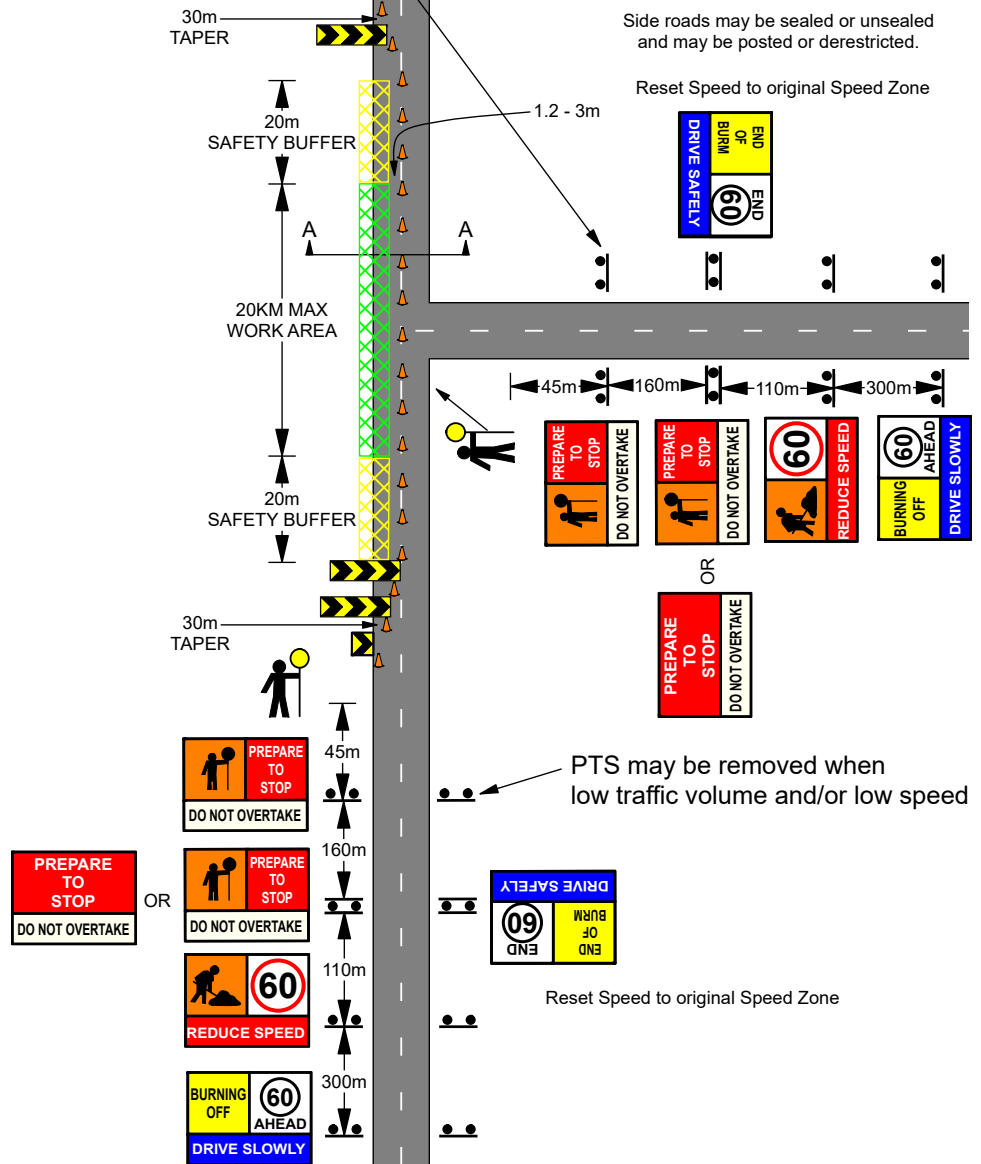 30m
TAPER
Side roads may be sealed or unsealed
and may be posted or derestricted.
Reset Speed to original Speed Zone
20m
SAFETY BUFFER
1.2 - 3m
END
OF
BURM
END
60
DRIVE SAFELY
A
A
20KM MAX
WORK AREA
45m
160m
110m
300m
PREPARE
TO
STOP
DO NOT OVERTAKE
PREPARE
TO
STOP
DO NOT OVERTAKE
60
REDUCE SPEED
BURNING
OFF
60
AHEAD
DRIVE SLOWLY
20m
SAFETY BUFFER
OR
PREPARE
TO
STOP
DO NOT OVERTAKE
30m
TAPER
45m
PREPARE
TO
STOP
DO NOT OVERTAKE
PTS may be removed when
low traffic volume and/or low speed
160m
PREPARE
TO
STOP
DO NOT OVERTAKE
OR
PREPARE
TO
STOP
DO NOT OVERTAKE
DRIVE SAFELY
END
60
END
OF
BURM
110m
60
REDUCE SPEED
Reset Speed to original Speed Zone
300m
BURNING
OFF
60
AHEAD
DRIVE SLOWLY